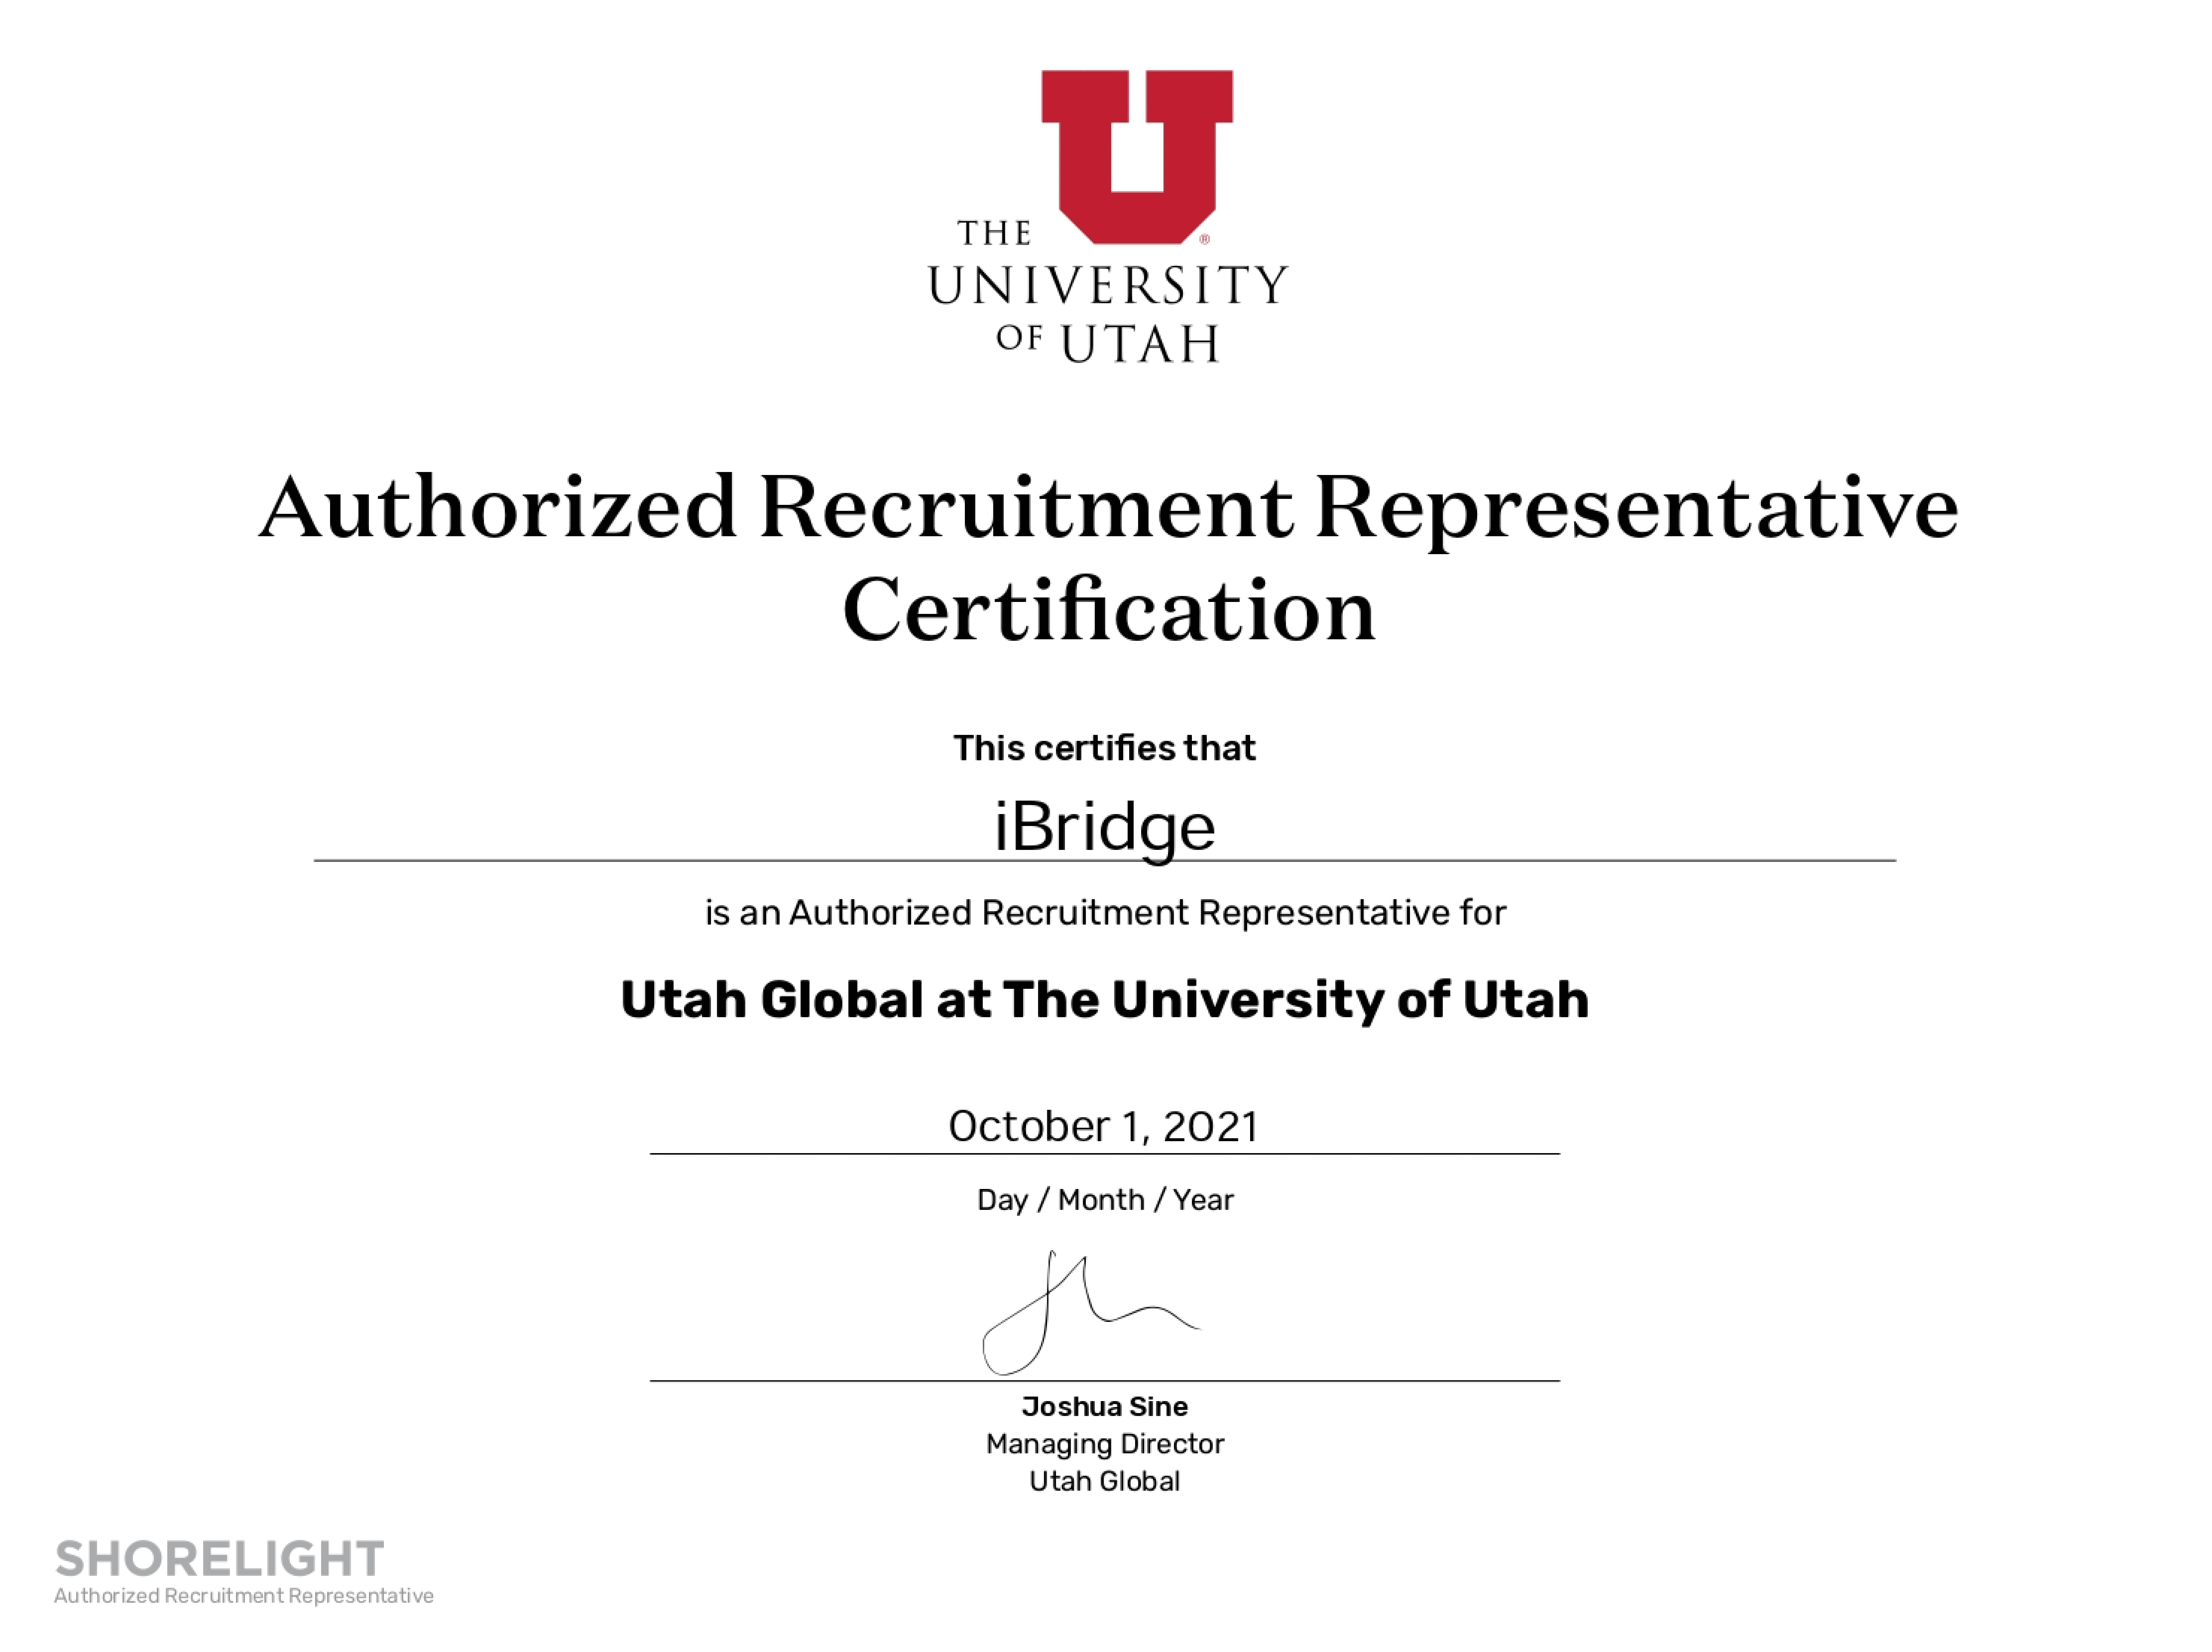 U
THE
UNIVERSITY
OF UTAH
Authorized Recruitment Representative
Certification
This certifies that
iBridge
is an Authorized Recruitment Representative for
Utah Global at The University of Utah
October 1, 2021
Day / Month / Year
Joshua Sine
Managing Director
Utah Global
SHORELIGHT
Authorized Recruitment Representative